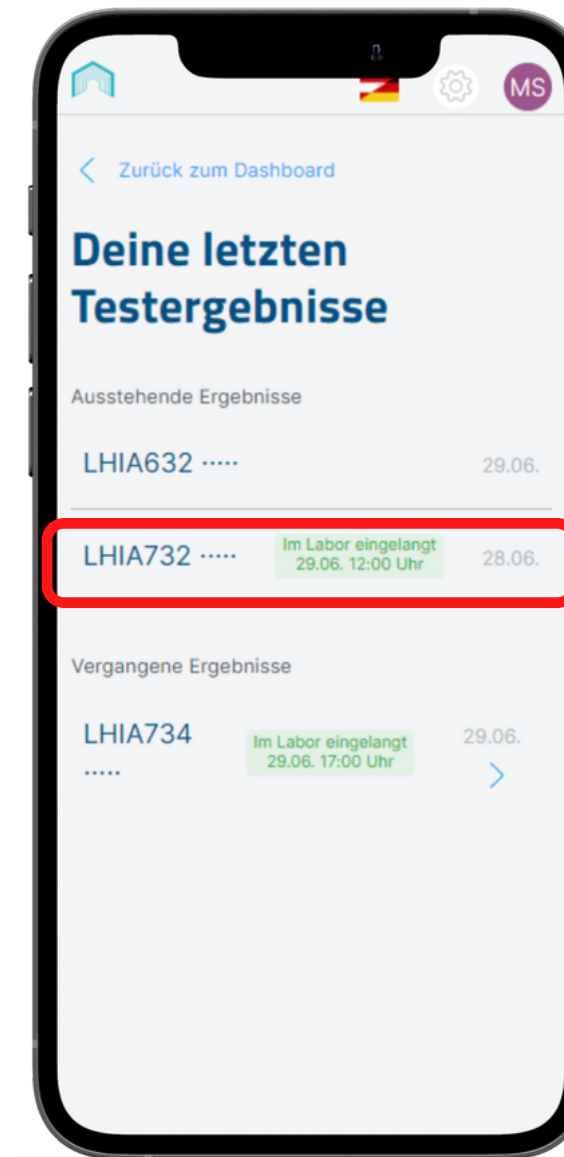 MS
Zurück zum Dashboard
Deine letzten
Testergebnisse
Ausstehende Ergebnisse
LHIA632 ·····
29.06.
LHIA732 ·····
Im Labor eingelangt
29.06. 12:00 Uhr
28.06.
Vergangene Ergebnisse
LHIA734
·····
Im Labor eingelangt
29.06. 17:00 Uhr
29.06.